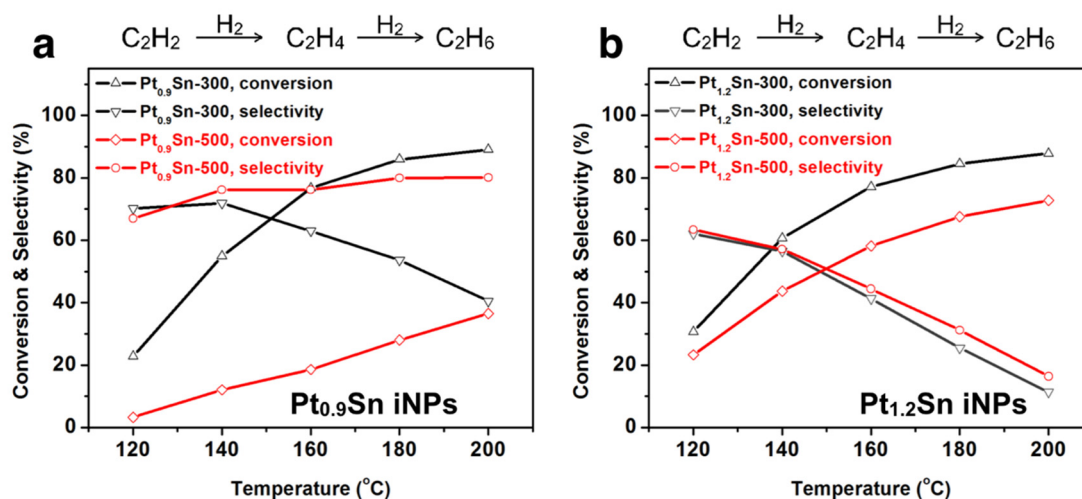 a
C₂H₂ →H₂ C₂H₄ →H₂ C₂H₆
Pt₀.₉Sn-300, conversion
Pt₀.₉Sn-300, selectivity
Pt₀.₉Sn-500, conversion
Pt₀.₉Sn-500, selectivity
Conversion & Selectivity (%)
100
80
60
40
20
0
Pt₀.₉Sn iNPs
120 140 160 180 200
Temperature (°C)
b
C₂H₂ →H₂ C₂H₄ →H₂ C₂H₆
Pt₁.₂Sn-300, conversion
Pt₁.₂Sn-300, selectivity
Pt₁.₂Sn-500, conversion
Pt₁.₂Sn-500, selectivity
Conversion & Selectivity (%)
100
80
60
40
20
0
Pt₁.₂Sn iNPs
120 140 160 180 200
Temperature (°C)